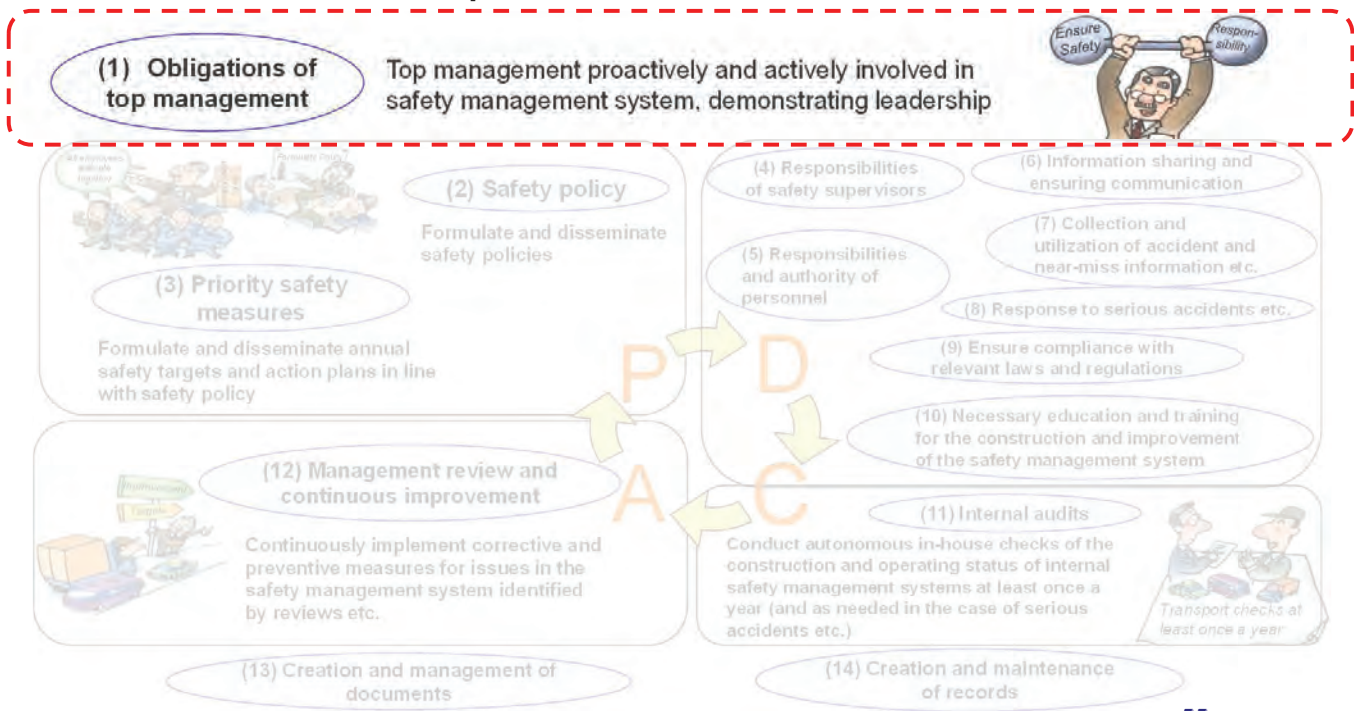 (1) Obligations of
top management
Top management proactively and actively involved in
safety management system, demonstrating leadership
Ensure
Safety
Respon-
sibility
(2) Safety policy
Formulate and disseminate
safety policies
(3) Priority safety
measures
Formulate and disseminate annual
safety targets and action plans in line
with safety policy
(4) Responsibilities
of safety supervisors
(5) Responsibilities
and authority of
personnel
(6) Information sharing and
ensuring communication
(7) Collection and
utilization of accident and
near-miss information etc.
(8) Response to serious accidents etc.
(9) Ensure compliance with
relevant laws and regulations
(10) Necessary education and training
for the construction and improvement
of the safety management system
P
D
A
C
(12) Management review and
continuous improvement
Continuously implement corrective and
preventive measures for issues in the
safety management system identified
by reviews etc.
(11) Internal audits
Conduct autonomous in-house checks of the
construction and operating status of internal
safety management systems at least once a
year (and as needed in the case of serious
accidents etc.)
Transport checks at
least once a year
(13) Creation and management of
documents
(14) Creation and maintenance
of records